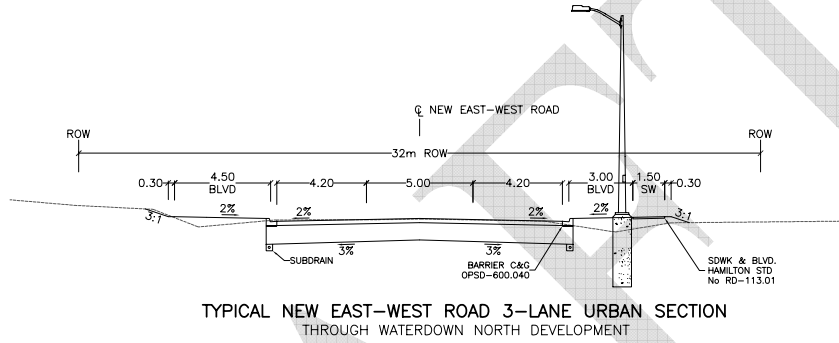 ℄ NEW EAST-WEST ROAD
ROW
ROW
32m ROW
0.30
4.50
BLVD
4.20
5.00
4.20
3.00
BLVD
1.50
SW
0.30
3:1
2%
2%
2%
2%
3:1
3%
3%
SUBDRAIN
BARRIER C&G
OPSD-600.040
SDWK & BLVD.
HAMILTON STD
No RD-113.01
TYPICAL NEW EAST-WEST ROAD 3-LANE URBAN SECTION
THROUGH WATERDOWN NORTH DEVELOPMENT